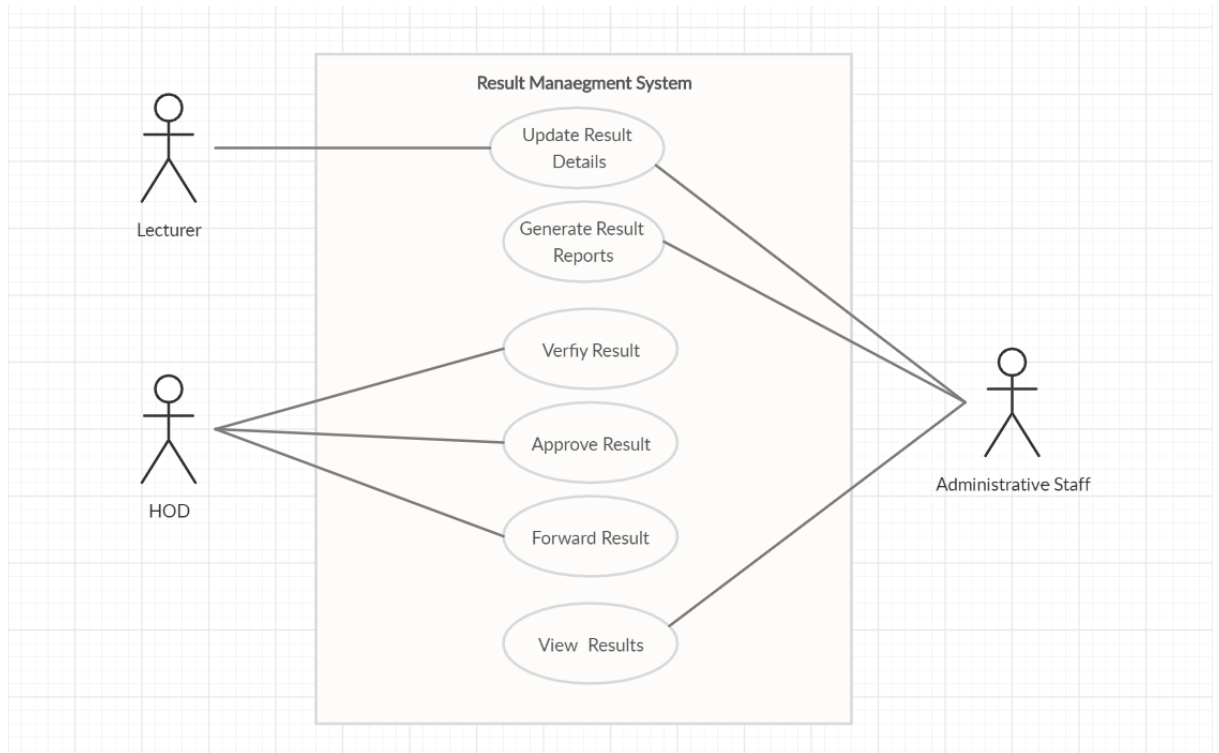 Result Manaegment System
Update Result
Details
Lecturer
Generate Result
Reports
Verfiy Result
Approve Result
HOD
Administrative Staff
Forward Result
View Results